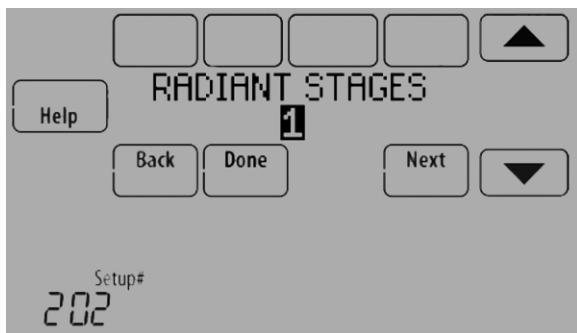 RADIANT STAGES
Help
1
Back Done Next
Setup#
202